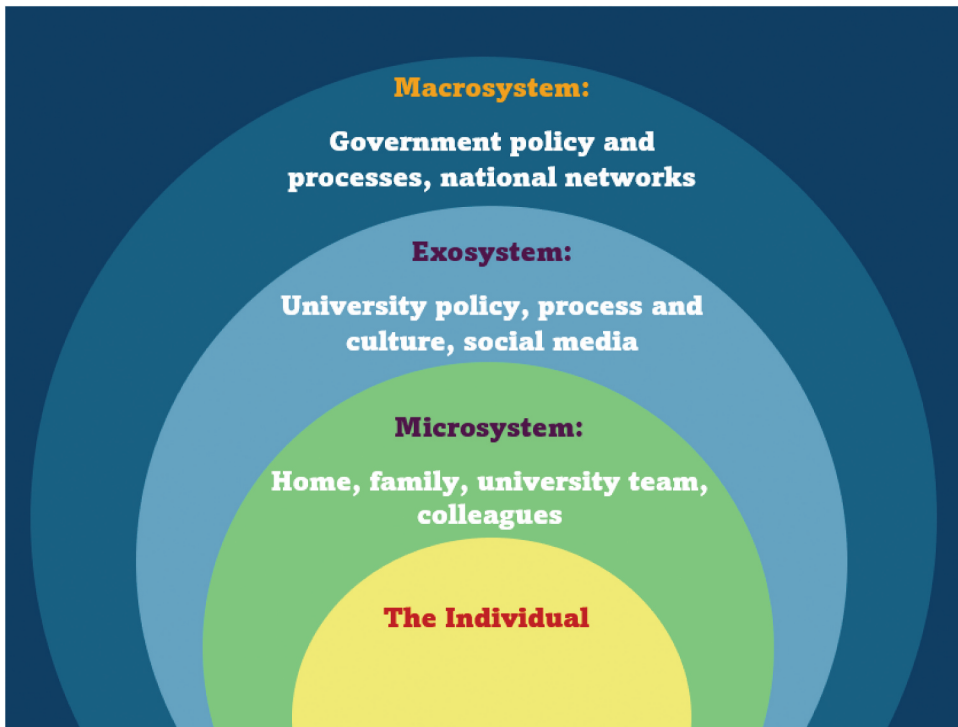 Macrosystem:
Government policy and
processes, national networks
Exosystem:
University policy, process and
culture, social media
Microsystem:
Home, family, university team,
colleagues
The Individual